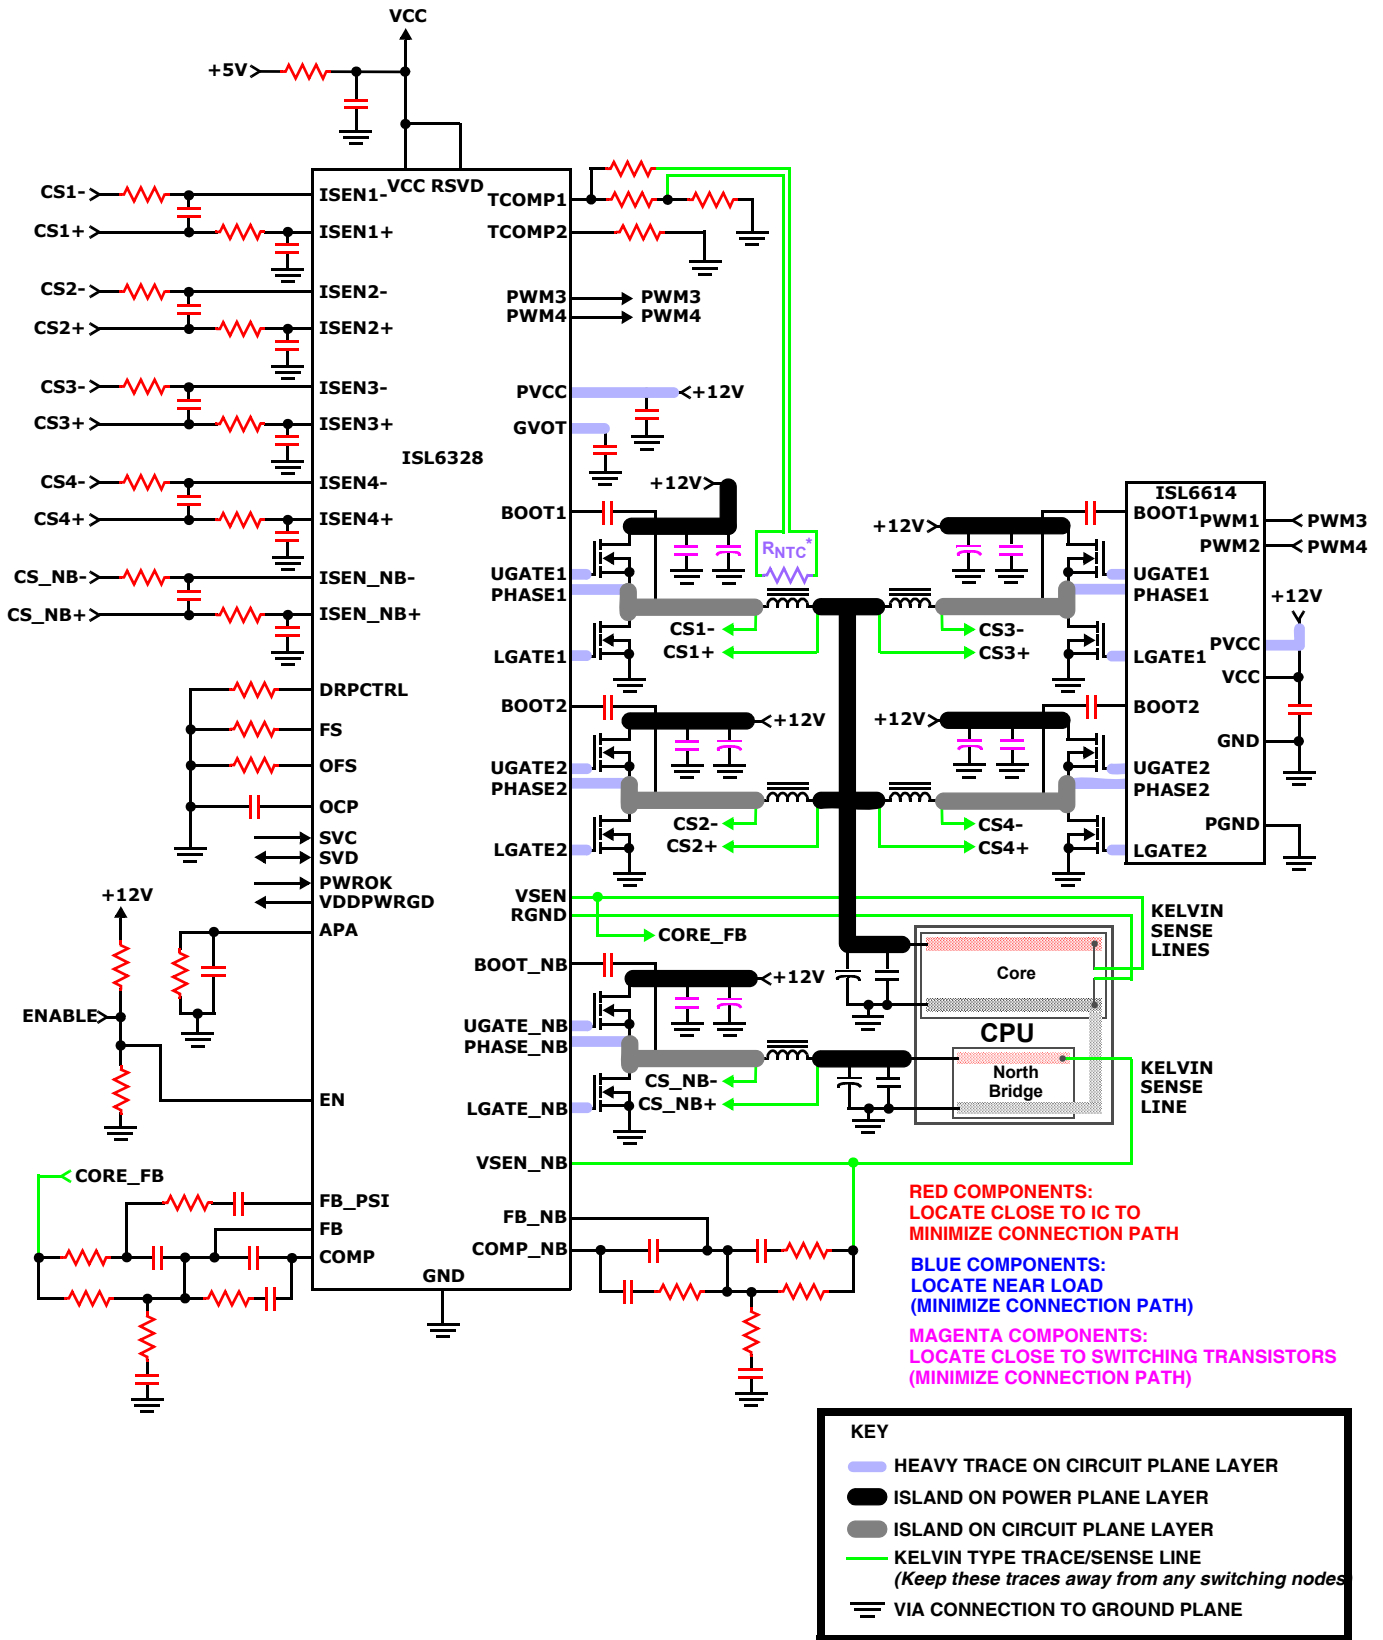 VCC
+5V
VCC RSVD
CS1-
ISEN1-
CS1+
ISEN1+
CS2-
ISEN2-
CS2+
ISEN2+
CS3-
ISEN3-
CS3+
ISEN3+
ISL6328
CS4-
ISEN4-
CS4+
ISEN4+
CS_NB-
ISEN_NB-
CS_NB+
ISEN_NB+
DRPCTRL
FS
OFS
OCP
SVC
SVD
PWROK
VDDPWRGD
+12V
APA
ENABLE
EN
CORE_FB
FB_PSI
FB
COMP
GND
TCOMP1
TCOMP2
PWM3
PWM3
PWM4
PWM4
PVCC
+12V
GVOT
+12V
BOOT1
RNTC*
UGATE1
PHASE1
CS1-
CS1+
LGATE1
BOOT2
+12V
UGATE2
PHASE2
CS2-
CS2+
LGATE2
VSEN
RGND
CORE_FB
BOOT_NB
+12V
UGATE_NB
PHASE_NB
CS_NB-
CS_NB+
LGATE_NB
VSEN_NB
FB_NB
COMP_NB
ISL6614
+12V
BOOT1
PWM1
PWM3
PWM2
PWM4
UGATE1
PHASE1
+12V
CS3-
CS3+
PVCC
LGATE1
VCC
BOOT2
+12V
GND
UGATE2
PHASE2
CS4-
CS4+
PGND
LGATE2
KELVIN
SENSE
LINES
Core
CPU
North
Bridge
KELVIN
SENSE
LINE
RED COMPONENTS:
LOCATE CLOSE TO IC TO
MINIMIZE CONNECTION PATH
BLUE COMPONENTS:
LOCATE NEAR LOAD
(MINIMIZE CONNECTION PATH)
MAGENTA COMPONENTS:
LOCATE CLOSE TO SWITCHING TRANSISTORS
(MINIMIZE CONNECTION PATH)
KEY
HEAVY TRACE ON CIRCUIT PLANE LAYER
ISLAND ON POWER PLANE LAYER
ISLAND ON CIRCUIT PLANE LAYER
KELVIN TYPE TRACE/SENSE LINE
(Keep these traces away from any switching nodes)
VIA CONNECTION TO GROUND PLANE